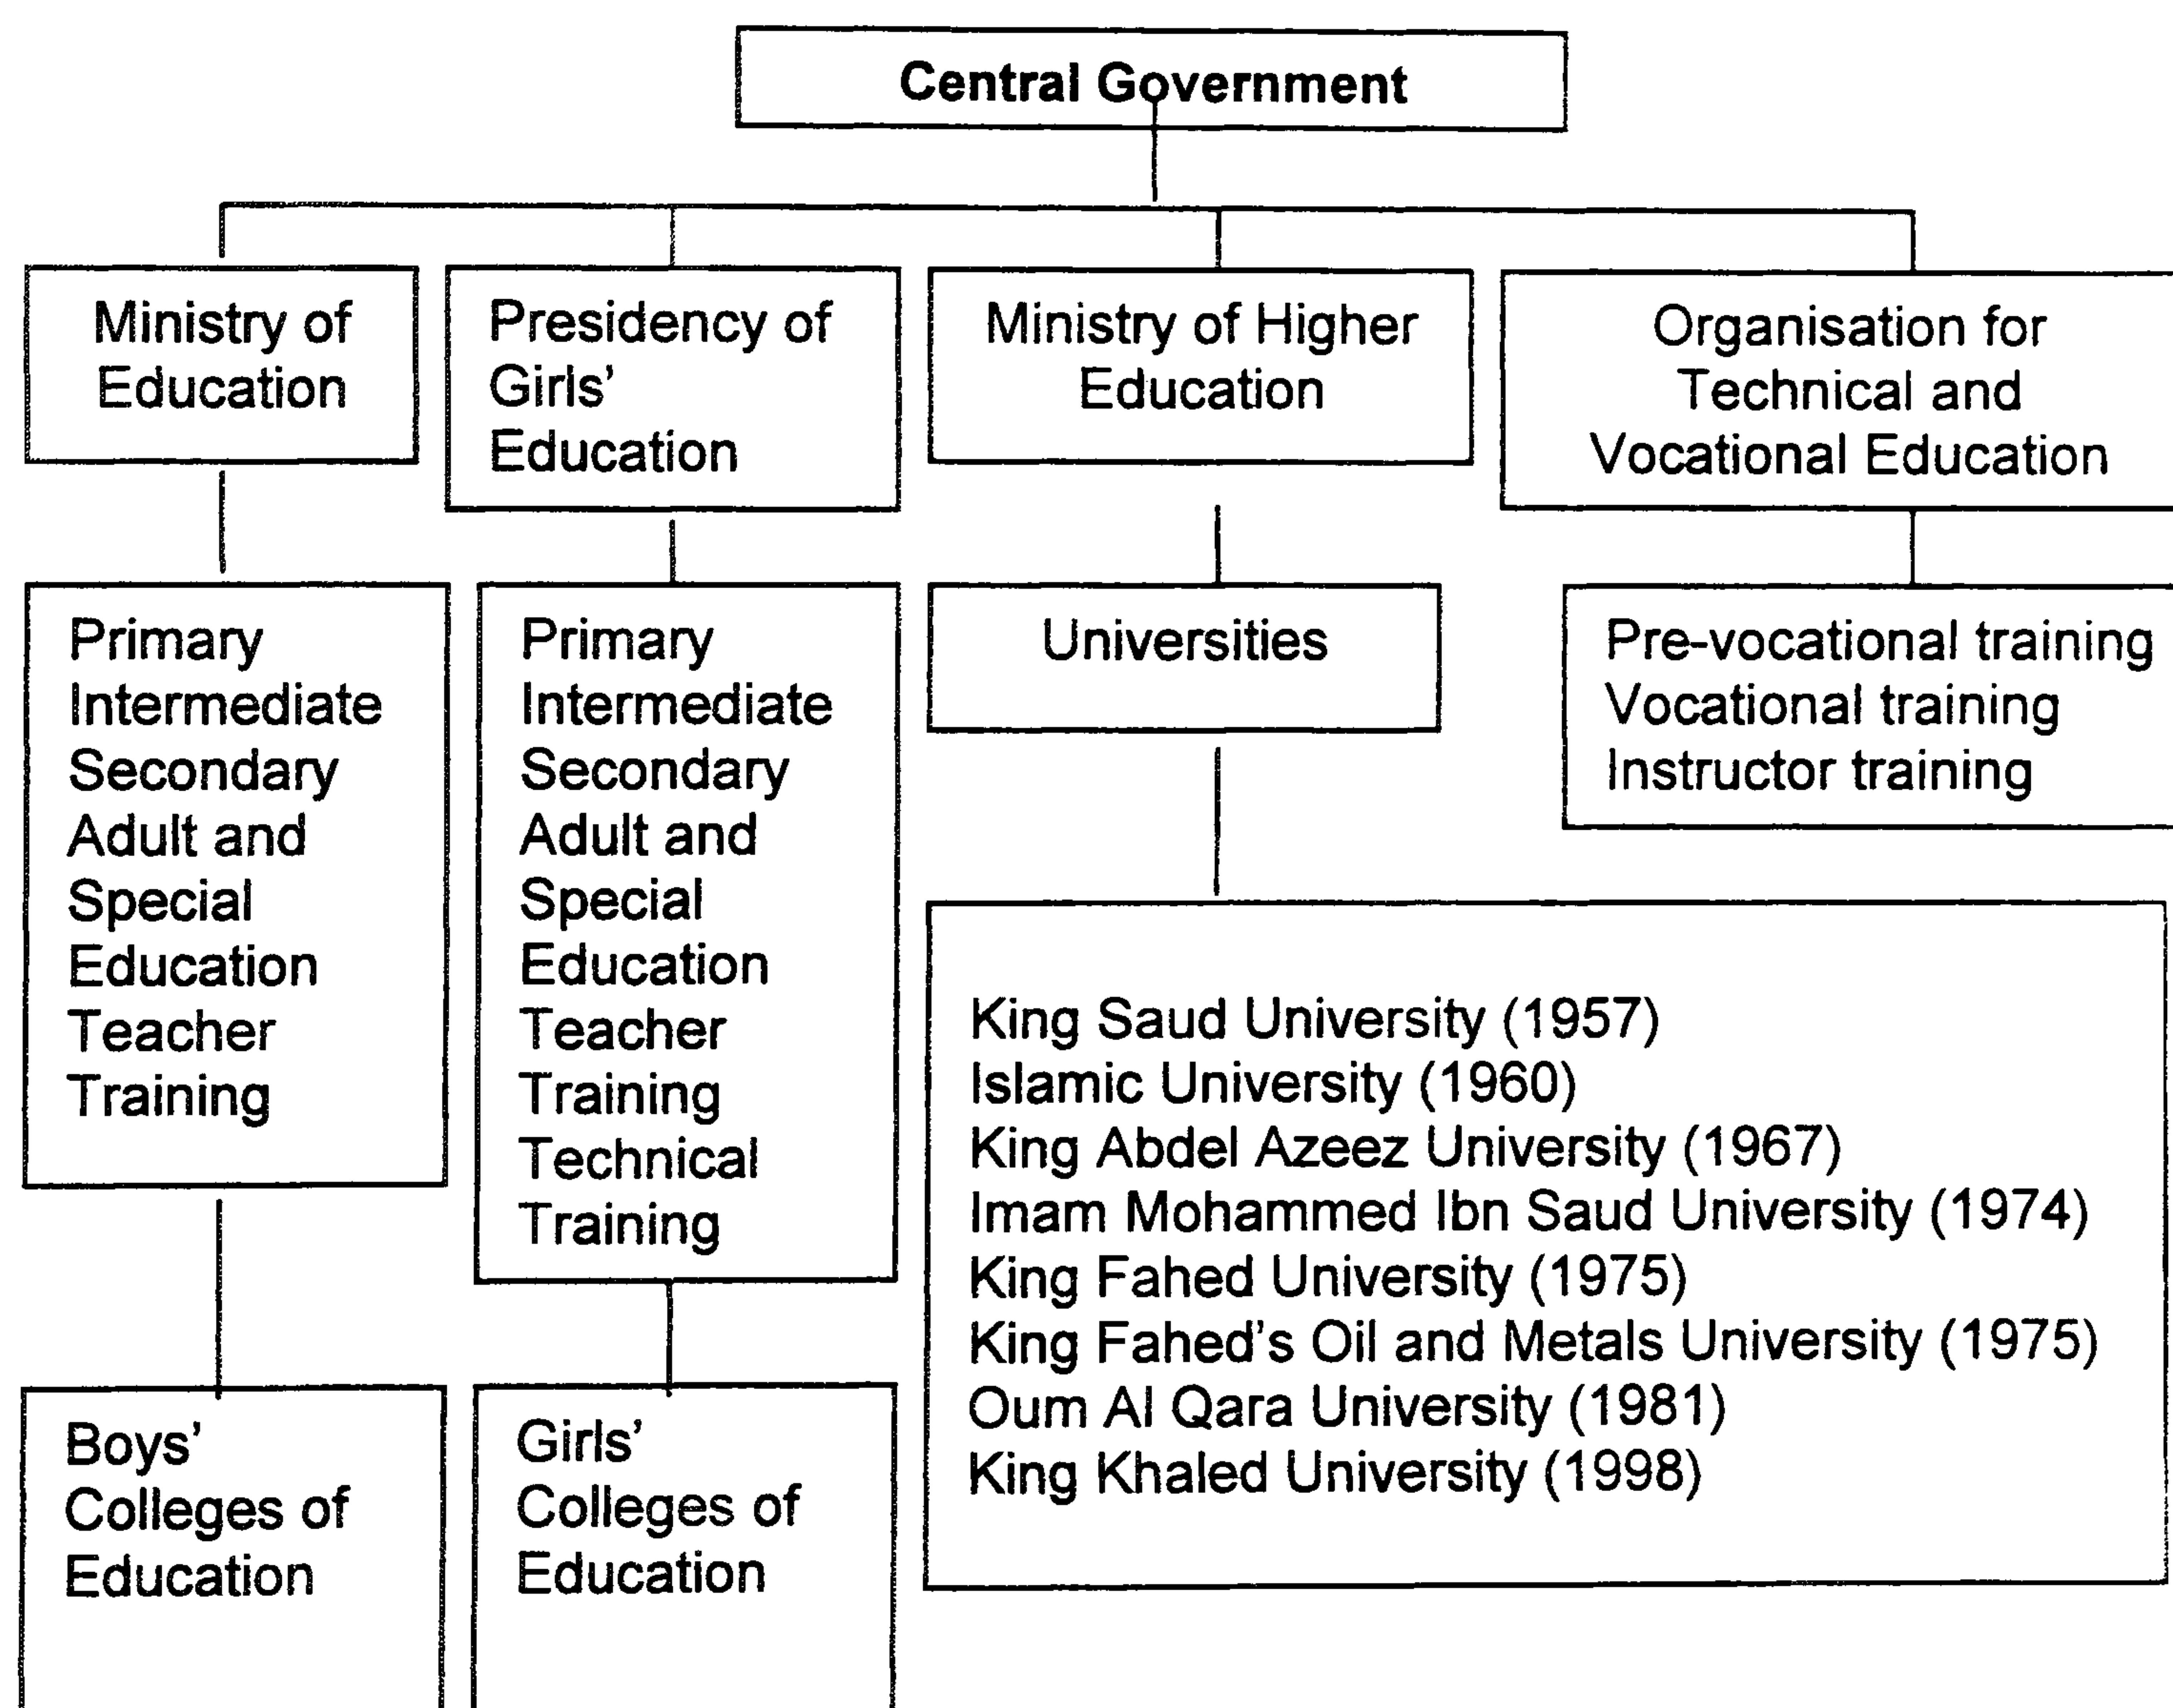 Central Government
Ministry of
Education
Presidency of
Girls’
Education
Ministry of Higher
Education
Organisation for
Technical and
Vocational Education
Primary
Intermediate
Secondary
Adult and
Special
Education
Teacher
Training
Primary
Intermediate
Secondary
Adult and
Special
Education
Teacher
Training
Technical
Training
Universities
Pre-vocational training
Vocational training
Instructor training
King Saud University (1957)
Islamic University (1960)
King Abdel Azeez University (1967)
Imam Mohammed Ibn Saud University (1974)
King Fahed University (1975)
King Fahed’s Oil and Metals University (1975)
Oum Al Qara University (1981)
King Khaled University (1998)
Boys’
Colleges of
Education
Girls’
Colleges of
Education